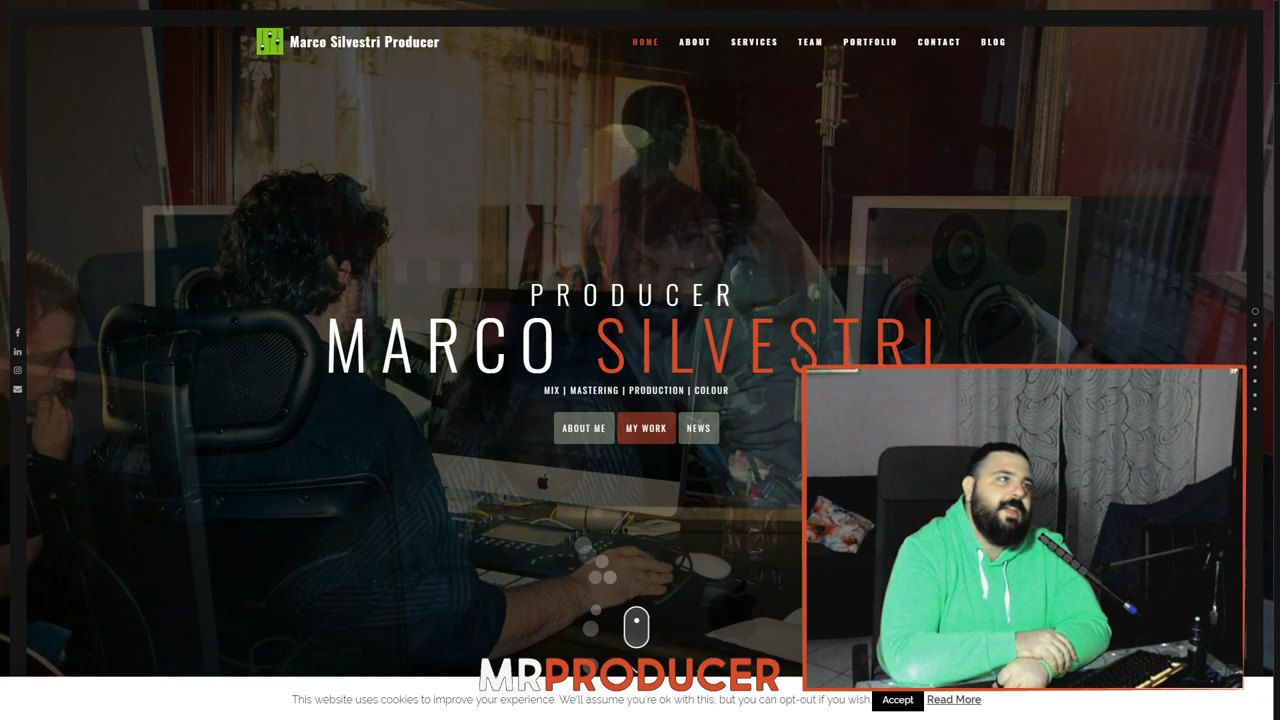 Marco Silvestri Producer
HOME ABOUT SERVICES TEAM PORTFOLIO CONTACT BLOG
PRODUCER
MARCO SILVESTRI
MIX | MASTERING | PRODUCTION | COLOUR
ABOUT ME MY WORK NEWS
MRPRODUCER
This website uses cookies to improve your experience. We'll assume you're ok with this, but you can opt-out if you wish. Accept Read More